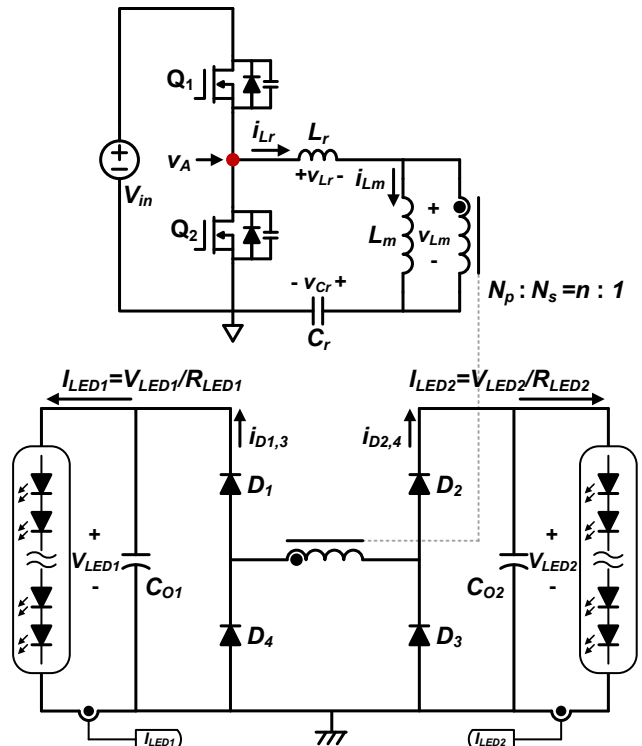 Q1
iLr
Lr
vA
+vLr-
iLm
Vin
Q2
Lm
+
vLm
-
- vCr +
Cr
Np : Ns =n : 1
ILED1=VLED1/RLED1
ILED2=VLED2/RLED2
iD1,3
iD2,4
D1
D2
+
VLED1
-
CO1
CO2
+
VLED2
-
D4
D3
ILED1
ILED2